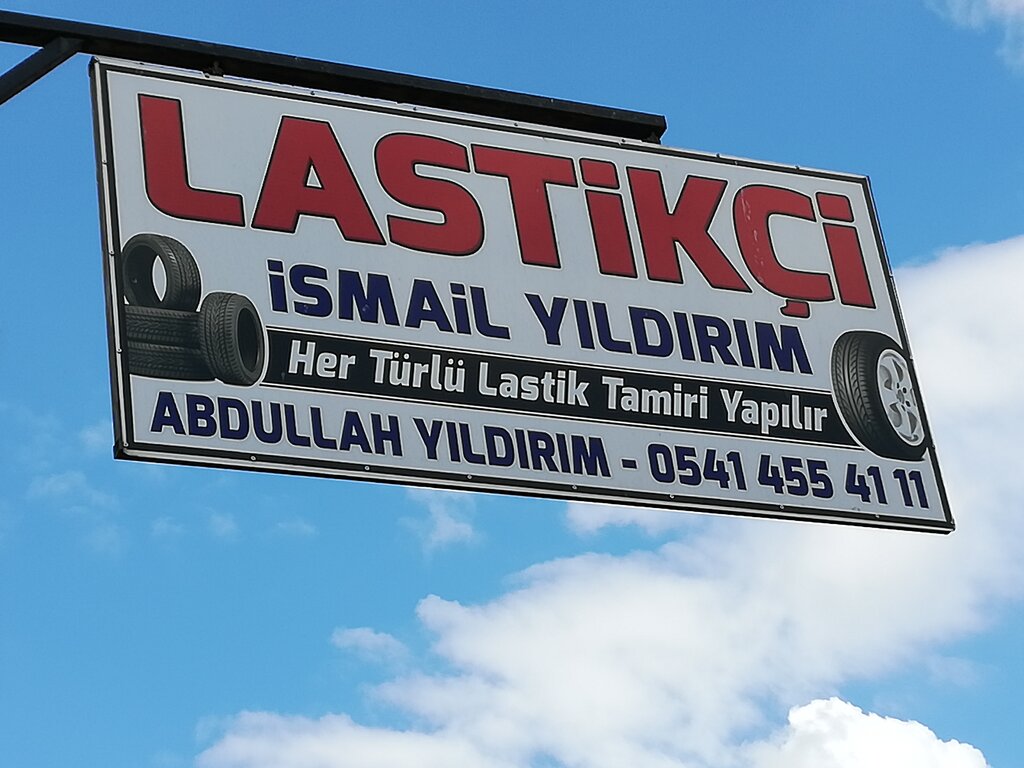 LASTİKÇİ
İSMAİL YILDIRIM
Her Türlü Lastik Tamiri Yapılır
ABDULLAH YILDIRIM - 0541 455 41 11